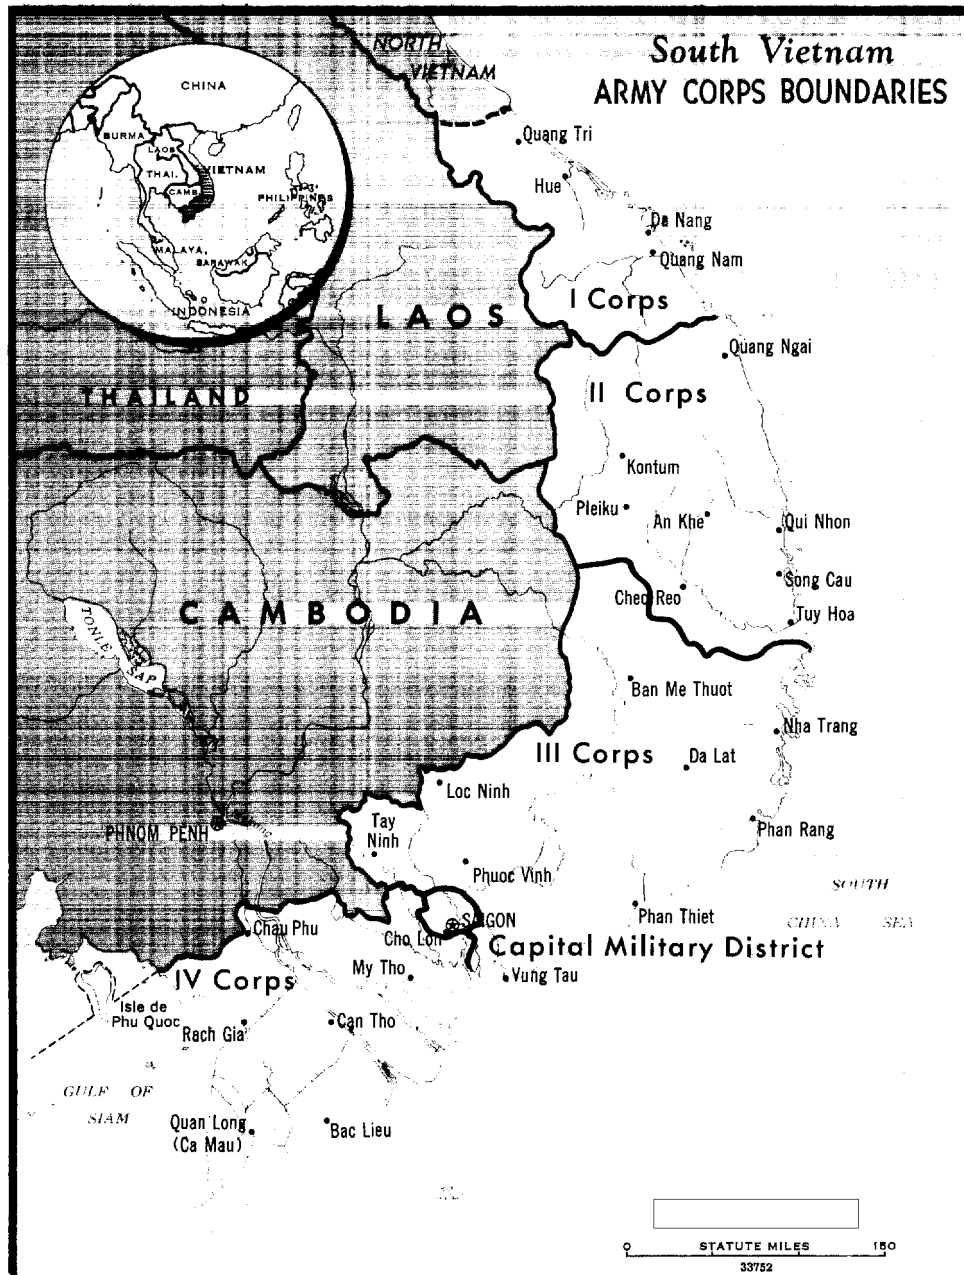 South Vietnam
ARMY CORPS BOUNDARIES
NORTH
VIETNAM
CHINA
BURMA
LAOS
VIETNAM
THAI.
CAMB.
PHILIPPINES
MALAYA
SARAWAK
INDONESIA
Quang Tri
Hue
Da Nang
Quang Nam
I Corps
LAOS
Quang Ngai
THAILAND
II Corps
Kontum
Pleiku
An Khe
Qui Nhon
Song Cau
Cheo Reo
Tuy Hoa
CAMBODIA
TONLE
SAP
Ban Me Thuot
Nha Trang
III Corps
Da Lat
Loc Ninh
Tay
Ninh
Phan Rang
PHNOM PENH
Phuoc Vinh
SOUTH
CHINA SEA
Phan Thiet
SAIGON
Chau Phu
Cho Lon
Capital Military District
My Tho
Vung Tau
IV Corps
Isle de
Phu Quoc
Rach Gia
Can Tho
GULF OF
SIAM
Quan Long
(Ca Mau)
Bac Lieu
0 STATUTE MILES 150
33752